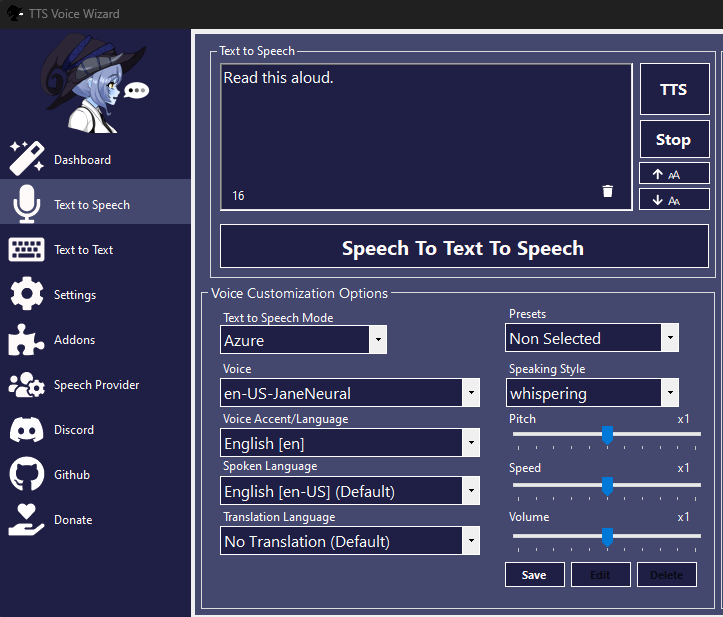 TTS Voice Wizard
Dashboard
Text to Speech
Text to Text
Settings
Addons
Speech Provider
Discord
Github
Donate
Text to Speech
Read this aloud.
16
TTS
Stop
AA
AA
Speech To Text To Speech
Voice Customization Options
Text to Speech Mode
Azure
Voice
en-US-JaneNeural
Voice Accent/Language
English [en]
Spoken Language
English [en-US] (Default)
Translation Language
No Translation (Default)
Presets
Non Selected
Speaking Style
whispering
Pitch x1
Speed x1
Volume x1
Save Edit Delete